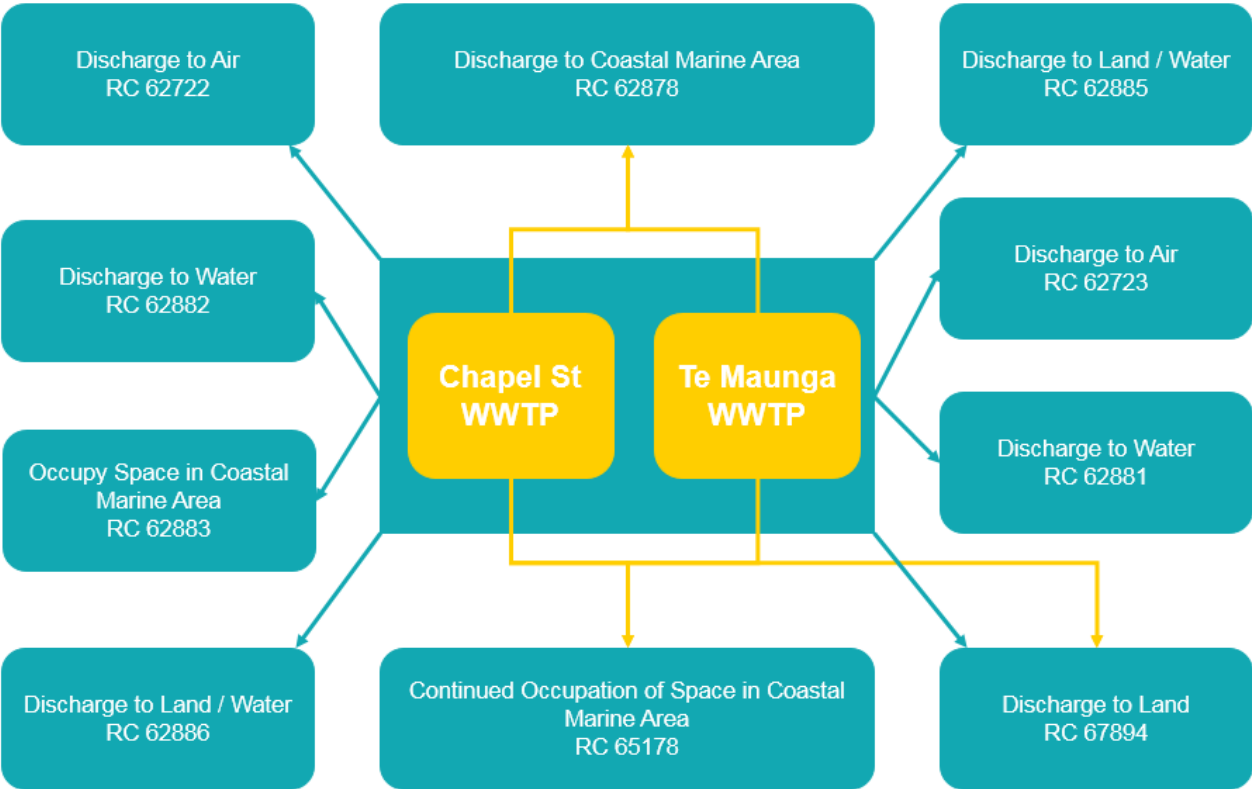 Discharge to Air
RC 62722
Discharge to Coastal Marine Area
RC 62878
Discharge to Land / Water
RC 62885
Discharge to Water
RC 62882
Discharge to Air
RC 62723
Chapel St
WWTP
Te Maunga
WWTP
Occupy Space in Coastal
Marine Area
RC 62883
Discharge to Water
RC 62881
Discharge to Land / Water
RC 62886
Continued Occupation of Space in Coastal
Marine Area
RC 65178
Discharge to Land
RC 67894